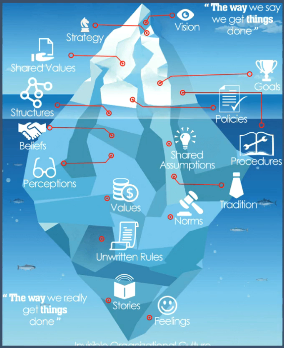 " The way we say
we get things
done "
Vision
Strategy
Shared Values
Goals
Structures
Policies
Beliefs
Shared
Assumptions
Procedures
Perceptions
Values
Tradition
Norms
Unwritten Rules
" The way we really
get things
done "
Stories
Feelings